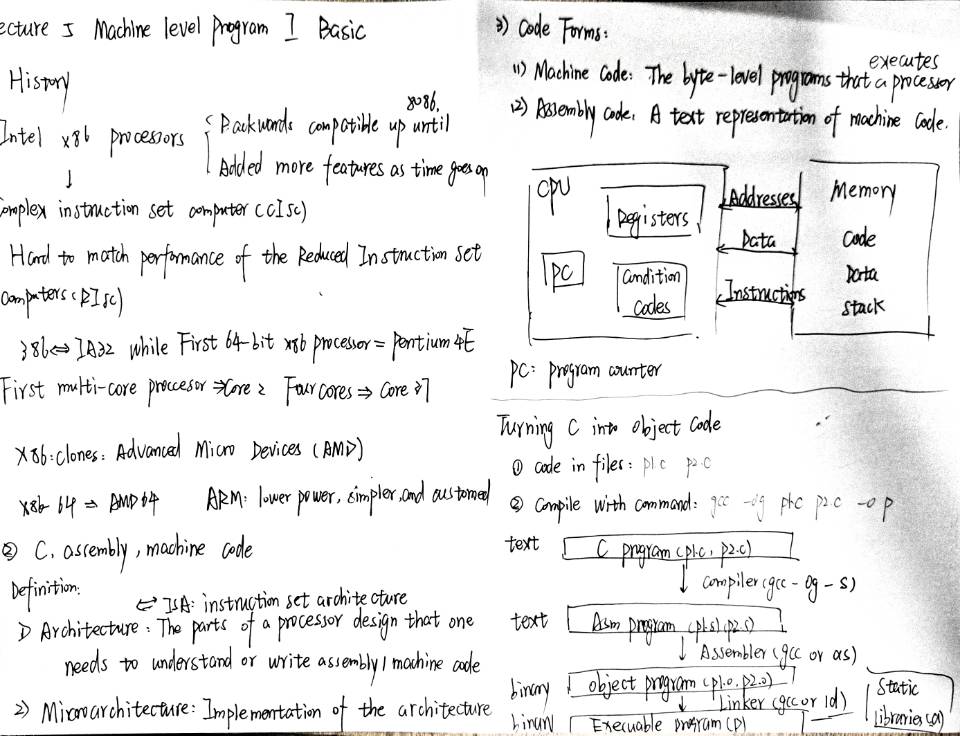 ecture 5 Machine level Program I Basic
History
Intel x86 processors
Backwords compatible up until 8086.
Added more features as time goes on
omplex instruction set computer (CISC)
Hard to match performance of the Reduced Instruction set
computers (RISC)
386 ⇔ IA32 while First 64-bit x86 processor = Pentium 4E
First multi-core proccesor ⇒ Core 2 Four cores ⇒ Core i7
X86: clones: Advanced Micro Devices (AMD)
x86-64 ⇒ AMD64 ARM: lower power, simpler, and customed
② C, assembly, machine code
Definition:
⇔ ISA: instruction set architecture
1) Architecture: The parts of a processor design that one
needs to understand or write assembly / machine code
2) Microarchitecture: Implementation of the architecture
3) Code Forms:
(1) Machine Code: The byte-level programs that a processor executes
(2) Assembly code: A text representation of machine code.
CPU
Registers
PC
Condition
Codes
Addresses
Data
Instructions
Memory
Code
Data
Stack
PC: program counter
Turning C into object Code
① code in files: p1.c p2.c
② Compile with command: gcc -Og p1.c p2.c -o p
text C program (p1.c, p2.c)
Compiler (gcc -Og -S)
text Asm program (p1.s) (p2.s)
Assembler (gcc or as)
binary object program (p1.o, p2.o)
Linker (gcc or ld)
binary Execuable program (p)
Static
Libraries (.a)